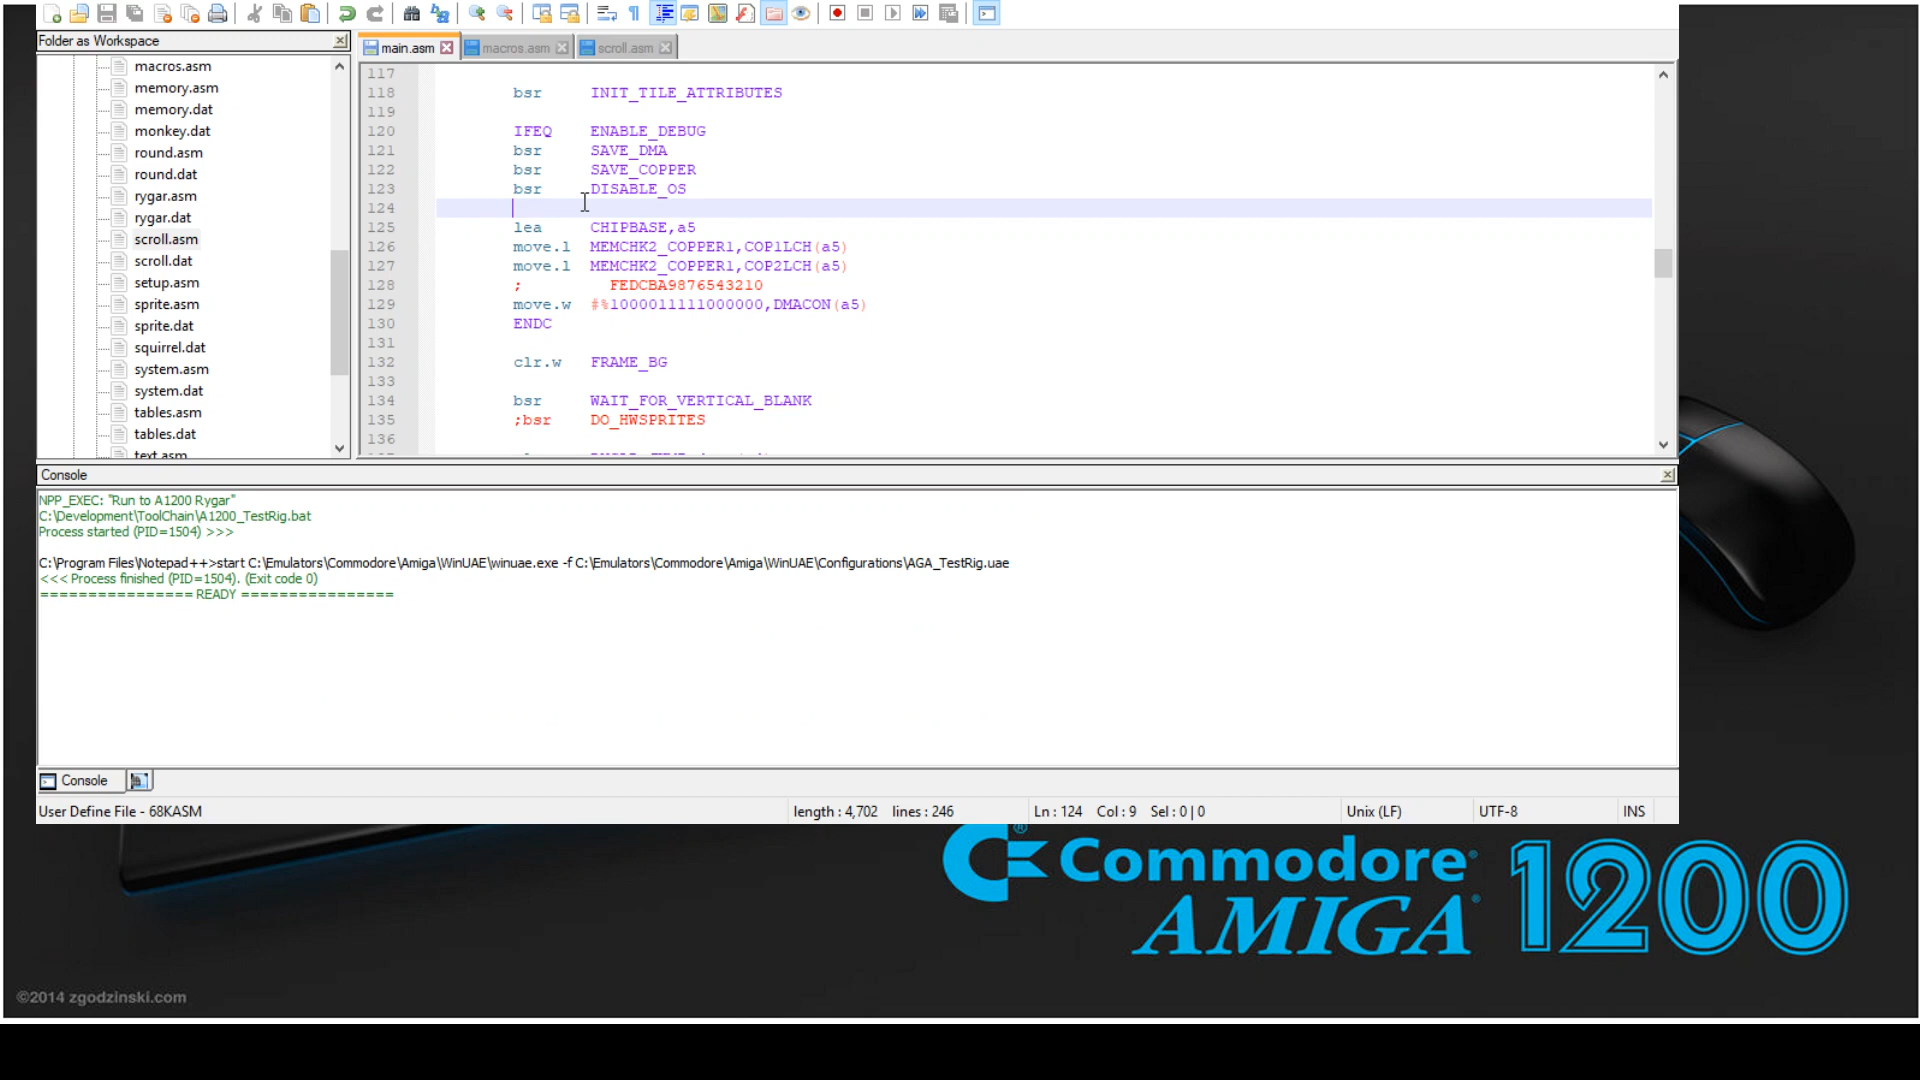 Folder as Workspace
macros.asm
memory.asm
memory.dat
monkey.dat
round.asm
round.dat
rygar.asm
rygar.dat
scroll.asm
scroll.dat
setup.asm
sprite.asm
sprite.dat
squirrel.dat
system.asm
system.dat
tables.asm
tables.dat
text.asm
main.asm macros.asm scroll.asm
117
118 bsr INIT_TILE_ATTRIBUTES
119
120 IFEQ ENABLE_DEBUG
121 bsr SAVE_DMA
122 bsr SAVE_COPPER
123 bsr DISABLE_OS
124
125 lea CHIPBASE,a5
126 move.l MEMCHK2_COPPER1,COP1LCH(a5)
127 move.l MEMCHK2_COPPER1,COP2LCH(a5)
128 ; FEDCBA9876543210
129 move.w #%1000011111000000,DMACON(a5)
130 ENDC
131
132 clr.w FRAME_BG
133
134 bsr WAIT_FOR_VERTICAL_BLANK
135 ;bsr DO_HWSPRITES
136
Console
NPP_EXEC: "Run to A1200 Rygar"
C:\Development\ToolChain\A1200_TestRig.bat
Process started (PID=1504) >>>
C:\Program Files\Notepad++>start C:\Emulators\Commodore\Amiga\WinUAE\winuae.exe -f C:\Emulators\Commodore\Amiga\WinUAE\Configurations\AGA_TestRig.uae
<<< Process finished (PID=1504). (Exit code 0)
================ READY ================
Console
User Define File - 68KASM length : 4,702 lines : 246 Ln : 124 Col : 9 Sel : 0 | 0 Unix (LF) UTF-8 INS
Commodore
AMIGA 1200
©2014 zgodzinski.com